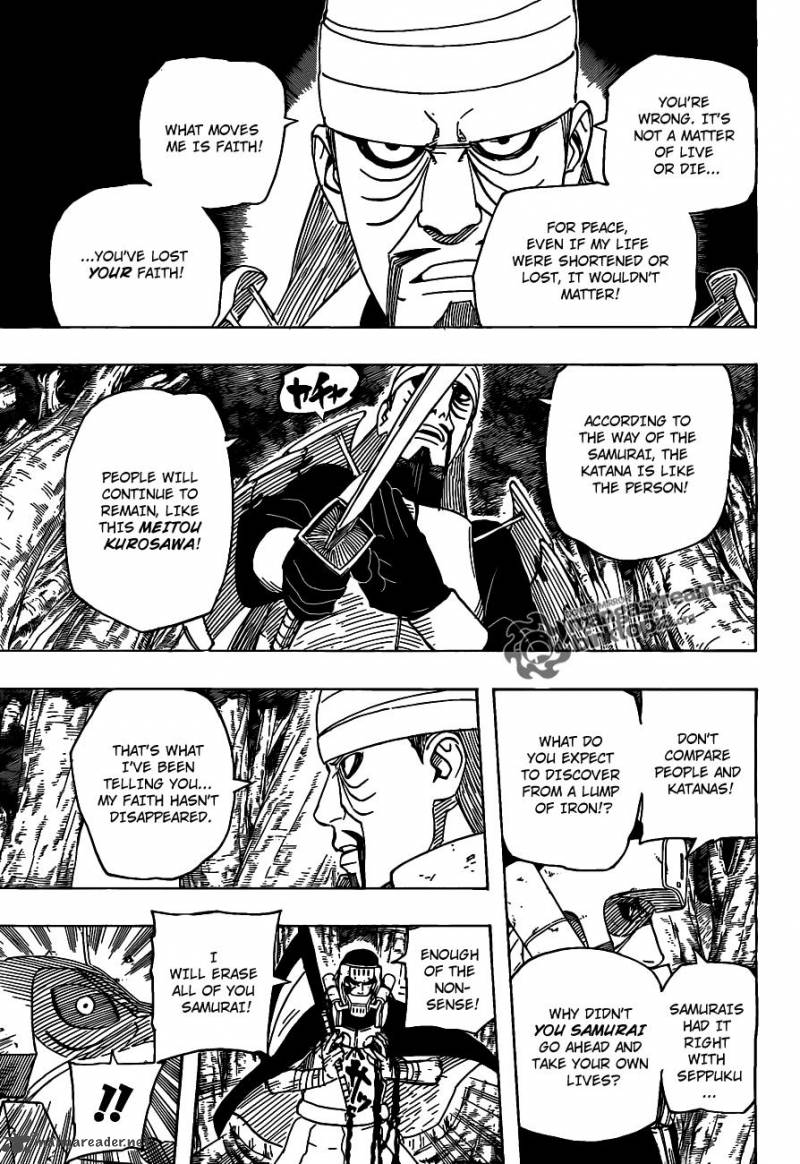 YOU'RE
WRONG. IT'S
NOT A MATTER
OF LIVE
OR DIE...
FOR PEACE,
EVEN IF MY LIFE
WERE SHORTENED OR
LOST, IT WOULDN'T
MATTER!
WHAT MOVES
ME IS FAITH!
...YOU'VE LOST
YOUR FAITH!
ACCORDING TO
THE WAY OF THE
SAMURAI, THE
KATANA IS LIKE
THE PERSON!
カチャ
PEOPLE WILL
CONTINUE TO
REMAIN, LIKE
THIS MEITOU
KUROSAWA!
mangasdream
binktopia.org
DON'T
COMPARE
PEOPLE AND
KATANAS!
WHAT DO
YOU EXPECT
TO DISCOVER
FROM A LUMP
OF IRON!?
SAMURAIS
HAD IT
RIGHT
WITH
SEPPUKU
...
WHY DIDN'T
YOU SAMURAI
GO AHEAD AND
TAKE YOUR OWN
LIVES?
THAT'S WHAT
I'VE BEEN
TELLING YOU...
MY FAITH HASN'T
DISAPPEARED.
ENOUGH
OF THE
NON-
SENSE!
I
WILL ERASE
ALL OF YOU
SAMURAI!
!!